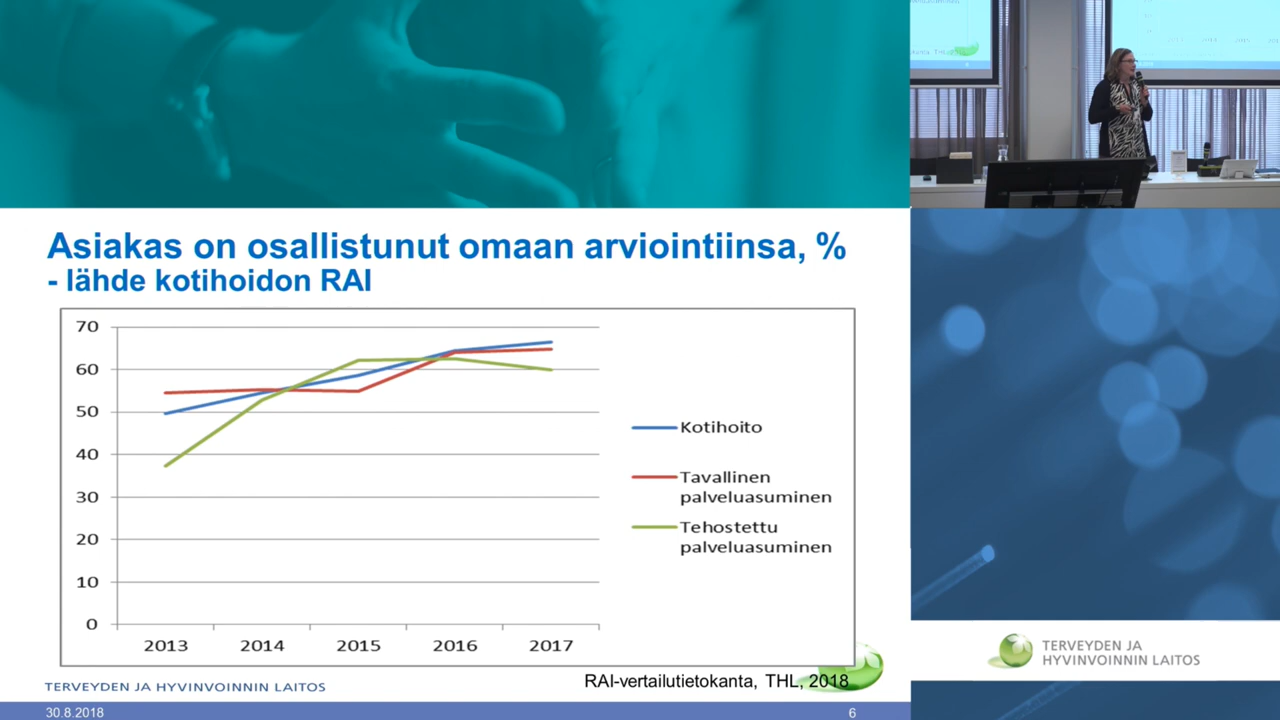 Asiakas on osallistunut omaan arviointiinsa, %
- lähde kotihoidon RAI
70
60
50
40
30
20
10
0
2013 2014 2015 2016 2017
Kotihoito
Tavallinen
palveluasuminen
Tehostettu
palveluasuminen
RAI-vertailutietokanta, THL, 2018
TERVEYDEN JA HYVINVOINNIN LAITOS
30.8.2018
6
TERVEYDEN JA
HYVINVOINNIN LAITOS